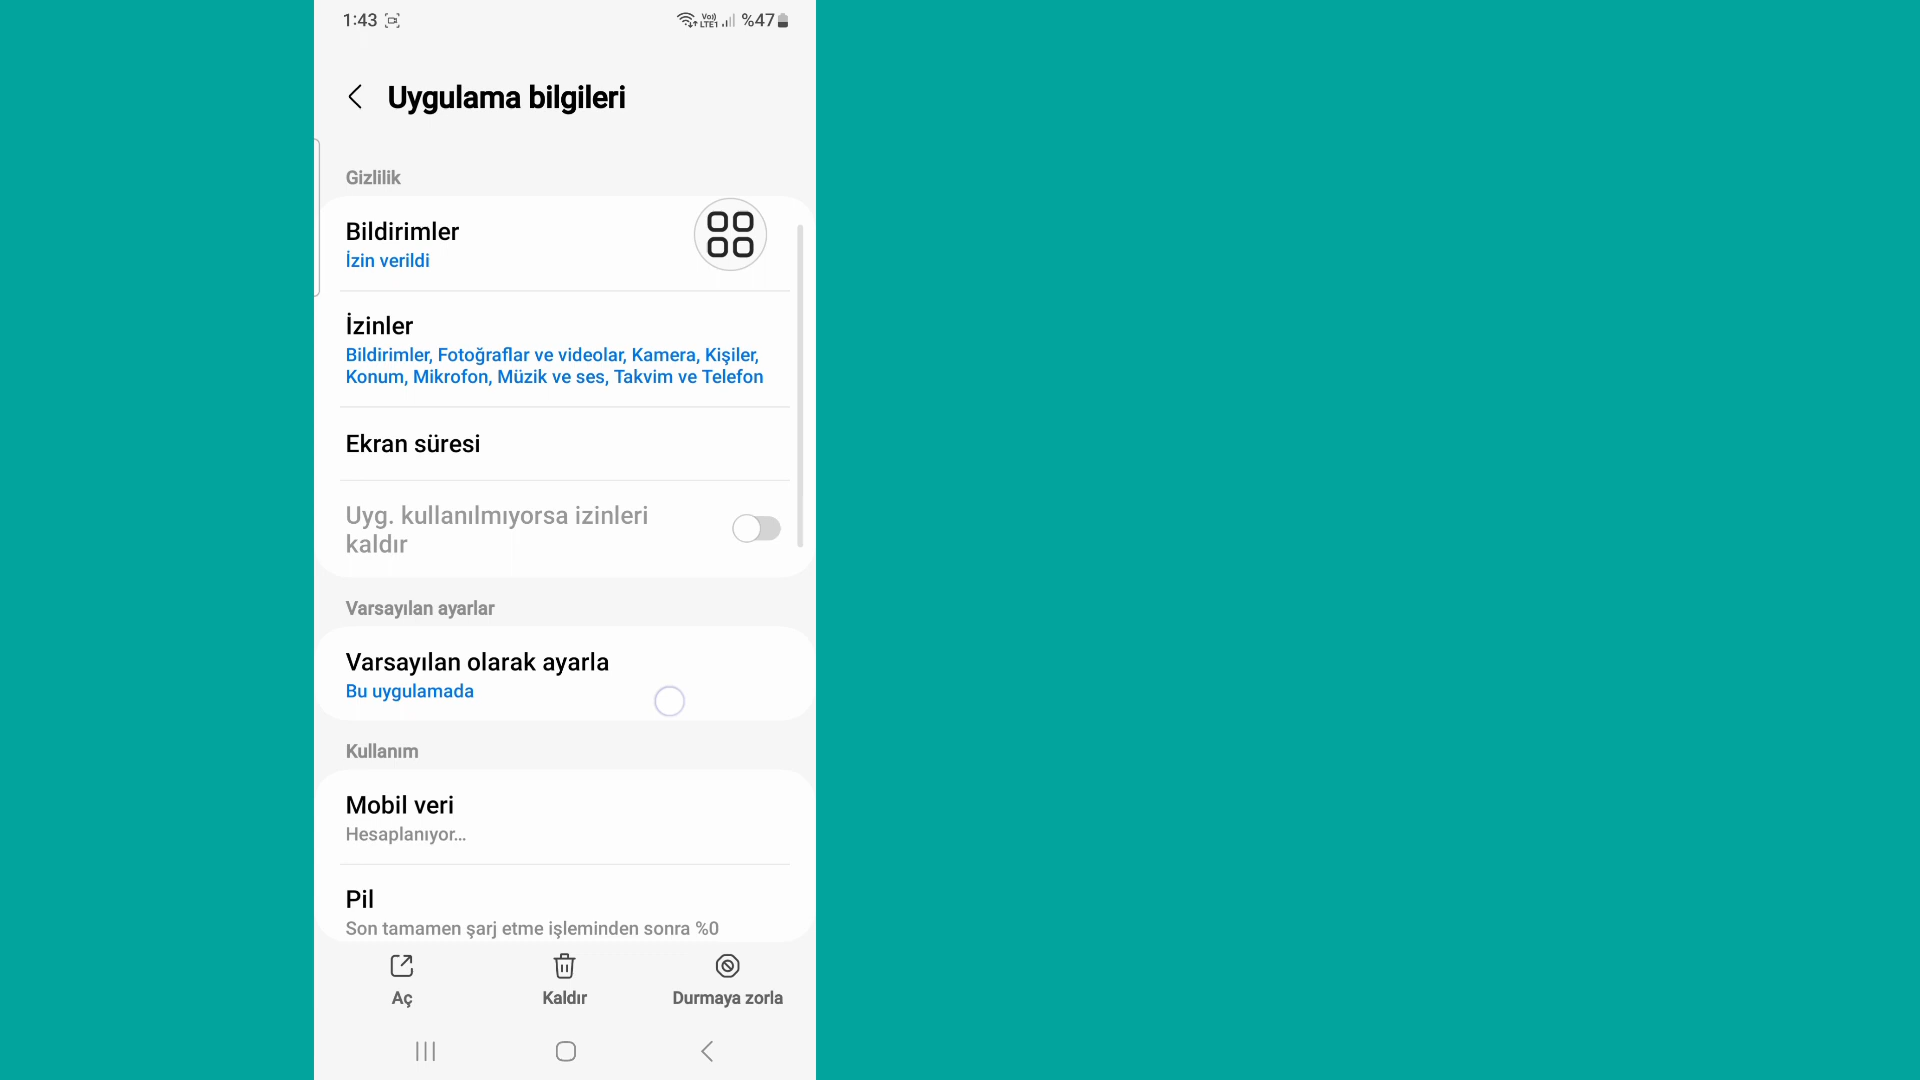 1:43
Vo)) LTE1 %47
Uygulama bilgileri
Gizlilik
Bildirimler
İzin verildi
İzinler
Bildirimler, Fotoğraflar ve videolar, Kamera, Kişiler,
Konum, Mikrofon, Müzik ve ses, Takvim ve Telefon
Ekran süresi
Uyg. kullanılmıyorsa izinleri
kaldır
Varsayılan ayarlar
Varsayılan olarak ayarla
Bu uygulamada
Kullanım
Mobil veri
Hesaplanıyor...
Pil
Son tamamen şarj etme işleminden sonra %0
Aç
Kaldır
Durmaya zorla